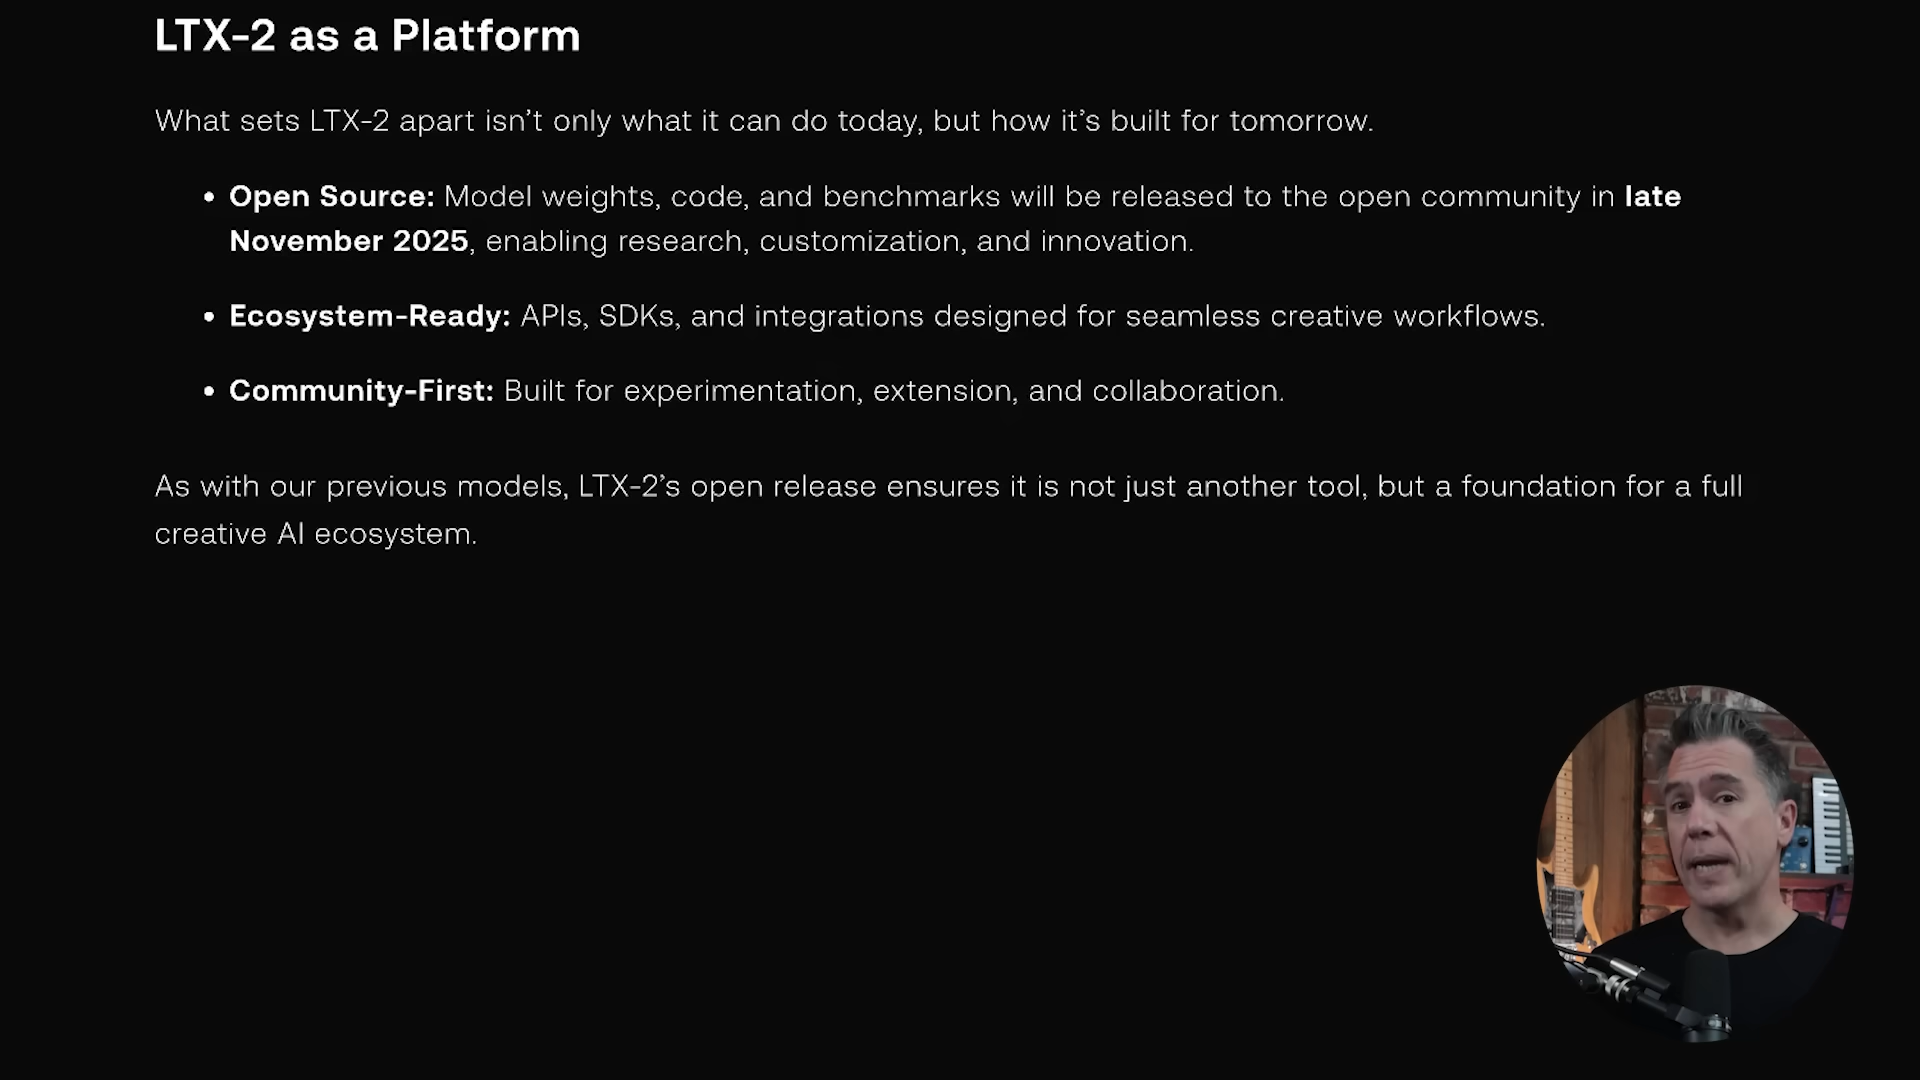 LTX-2 as a Platform
What sets LTX-2 apart isn’t only what it can do today, but how it’s built for tomorrow.
• Open Source: Model weights, code, and benchmarks will be released to the open community in late
November 2025, enabling research, customization, and innovation.
• Ecosystem-Ready: APIs, SDKs, and integrations designed for seamless creative workflows.
• Community-First: Built for experimentation, extension, and collaboration.
As with our previous models, LTX-2’s open release ensures it is not just another tool, but a foundation for a full
creative AI ecosystem.